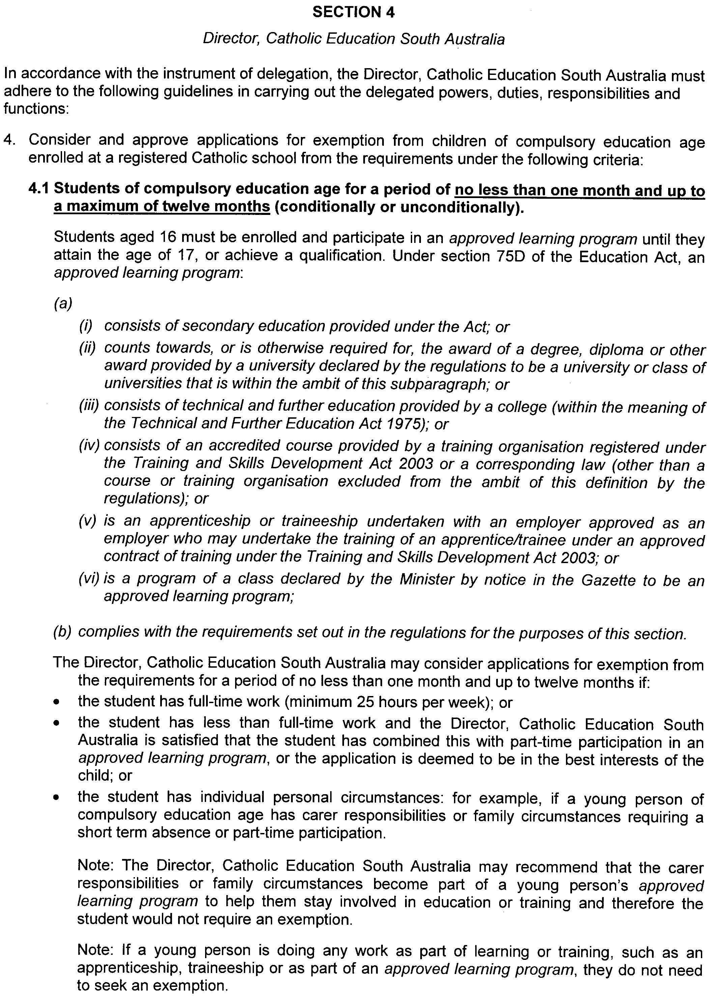 SECTION 4
Director, Catholic Education South Australia
In accordance with the instrument of delegation, the Director, Catholic Education South Australia must
adhere to the following guidelines in carrying out the delegated powers, duties, responsibilities and
functions:
4. Consider and approve applications for exemption from children of compulsory education age
enrolled at a registered Catholic school from the requirements under the following criteria:
4.1 Students of compulsory education age for a period of no less than one month and up to
a maximum of twelve months (conditionally or unconditionally).
Students aged 16 must be enrolled and participate in an approved learning program until they
attain the age of 17, or achieve a qualification. Under section 75D of the Education Act, an
approved learning program:
(a)
(i) consists of secondary education provided under the Act; or
(ii) counts towards, or is otherwise required for, the award of a degree, diploma or other
award provided by a university declared by the regulations to be a university or class of
universities that is within the ambit of this subparagraph; or
(iii) consists of technical and further education provided by a college (within the meaning of
the Technical and Further Education Act 1975); or
(iv) consists of an accredited course provided by a training organisation registered under
the Training and Skills Development Act 2003 or a corresponding law (other than a
course or training organisation excluded from the ambit of this definition by the
regulations); or
(v) is an apprenticeship or traineeship undertaken with an employer approved as an
employer who may undertake the training of an apprentice/trainee under an approved
contract of training under the Training and Skills Development Act 2003; or
(vi) is a program of a class declared by the Minister by notice in the Gazette to be an
approved learning program;
(b) complies with the requirements set out in the regulations for the purposes of this section.
The Director, Catholic Education South Australia may consider applications for exemption from
the requirements for a period of no less than one month and up to twelve months if:
• the student has full-time work (minimum 25 hours per week); or
• the student has less than full-time work and the Director, Catholic Education South
Australia is satisfied that the student has combined this with part-time participation in an
approved learning program, or the application is deemed to be in the best interests of the
child; or
• the student has individual personal circumstances: for example, if a young person of
compulsory education age has carer responsibilities or family circumstances requiring a
short term absence or part-time participation.
Note: The Director, Catholic Education South Australia may recommend that the carer
responsibilities or family circumstances become part of a young person's approved
learning program to help them stay involved in education or training and therefore the
student would not require an exemption.
Note: If a young person is doing any work as part of learning or training, such as an
apprenticeship, traineeship or as part of an approved learning program, they do not need
to seek an exemption.